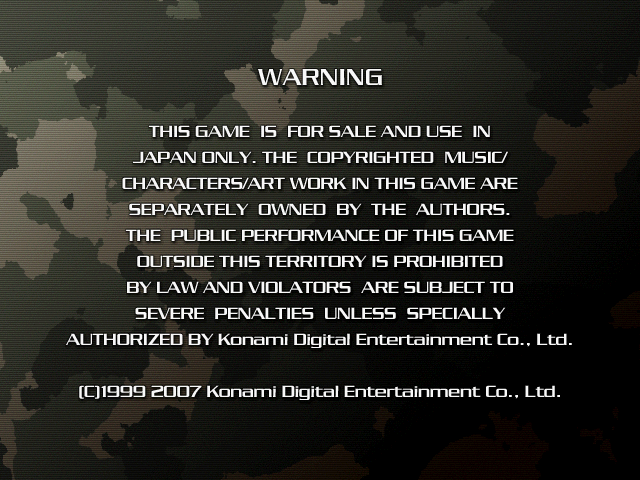 WARNING
THIS GAME IS FOR SALE AND USE IN
JAPAN ONLY. THE COPYRIGHTED MUSIC/
CHARACTERS/ART WORK IN THIS GAME ARE
SEPARATELY OWNED BY THE AUTHORS.
THE PUBLIC PERFORMANCE OF THIS GAME
OUTSIDE THIS TERRITORY IS PROHIBITED
BY LAW AND VIOLATORS ARE SUBJECT TO
SEVERE PENALTIES UNLESS SPECIALLY
AUTHORIZED BY Konami Digital Entertainment Co., Ltd.
(C)1999 2007 Konami Digital Entertainment Co., Ltd.